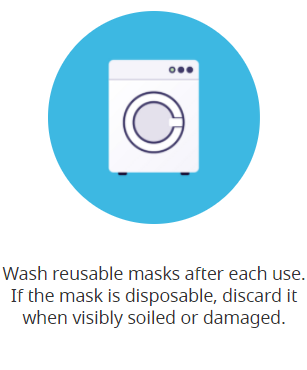 Wash reusable masks after each use.
If the mask is disposable, discard it
when visibly soiled or damaged.